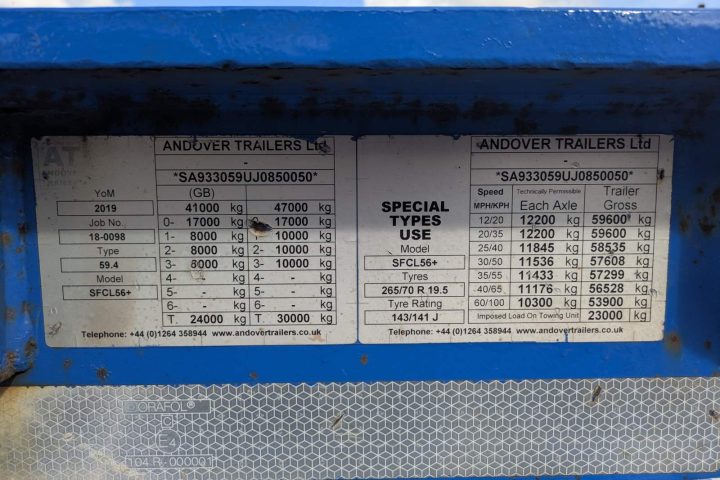 AT
ANDOVER
TRAILERS
YoM
2019
Job No.
18-0098
Type
59.4
Model
SFCL56+
ANDOVER TRAILERS Ltd
-
*SA933059UJ0850050*
(GB)
41000 kg 47000 kg
0- 17000 kg 17000 kg
1- 8000 kg 1- 10000 kg
2- 8000 kg 2- 10000 kg
3- 8000 kg 3- 10000 kg
4- - kg 4- - kg
5- - kg 5- - kg
6- - kg 6- - kg
T. 24000 kg T. 30000 kg
Telephone: +44 (0)1264 358944 www.andovertrailers.co.uk
SPECIAL
TYPES
USE
Model
SFCL56+
Tyres
265/70 R 19.5
Tyre Rating
143/141 J
ANDOVER TRAILERS Ltd
-
*SA933059UJ0850050*
Speed Technically Permissible Trailer
MPH/KPH Each Axle Gross
12/20 12200 kg 59600 kg
20/35 12200 kg 59600 kg
25/40 11845 kg 58535 kg
30/50 11536 kg 57608 kg
35/55 11433 kg 57299 kg
40/65 11176 kg 56528 kg
60/100 10300 kg 53900 kg
Imposed Load On Towing Unit 23000 kg
Telephone: +44 (0)1264 358944 www.andovertrailers.co.uk
ORAFOL®
C
E4
104 R-000001